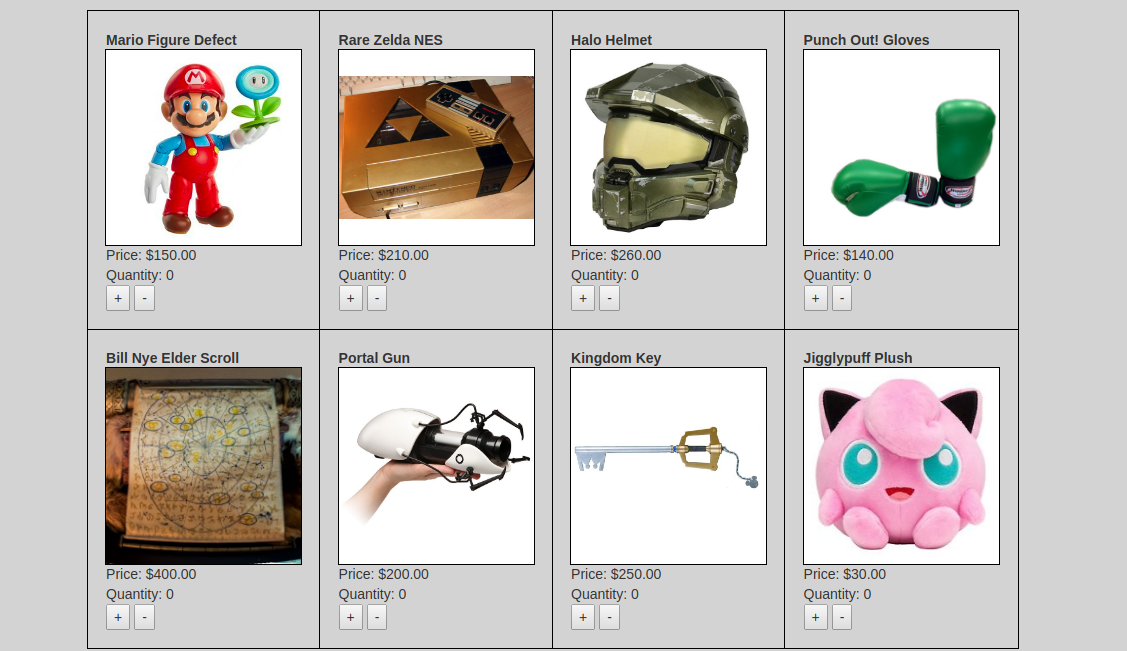 Mario Figure Defect
Rare Zelda NES
Halo Helmet
Punch Out! Gloves
M
Price: $150.00
Price: $210.00
Price: $260.00
Price: $140.00
Quantity: 0
Quantity: 0
Quantity: 0
Quantity: 0
+ -
+ -
+ -
+ -
Bill Nye Elder Scroll
Portal Gun
Kingdom Key
Jigglypuff Plush
Price: $400.00
Price: $200.00
Price: $250.00
Price: $30.00
Quantity: 0
Quantity: 0
Quantity: 0
Quantity: 0
+ -
+ -
+ -
+ -